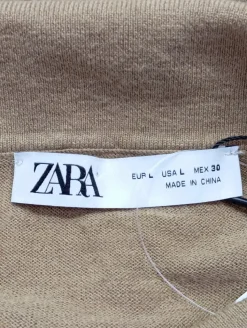 ZARA
EUR L USA L MEX 30
MADE IN CHINA